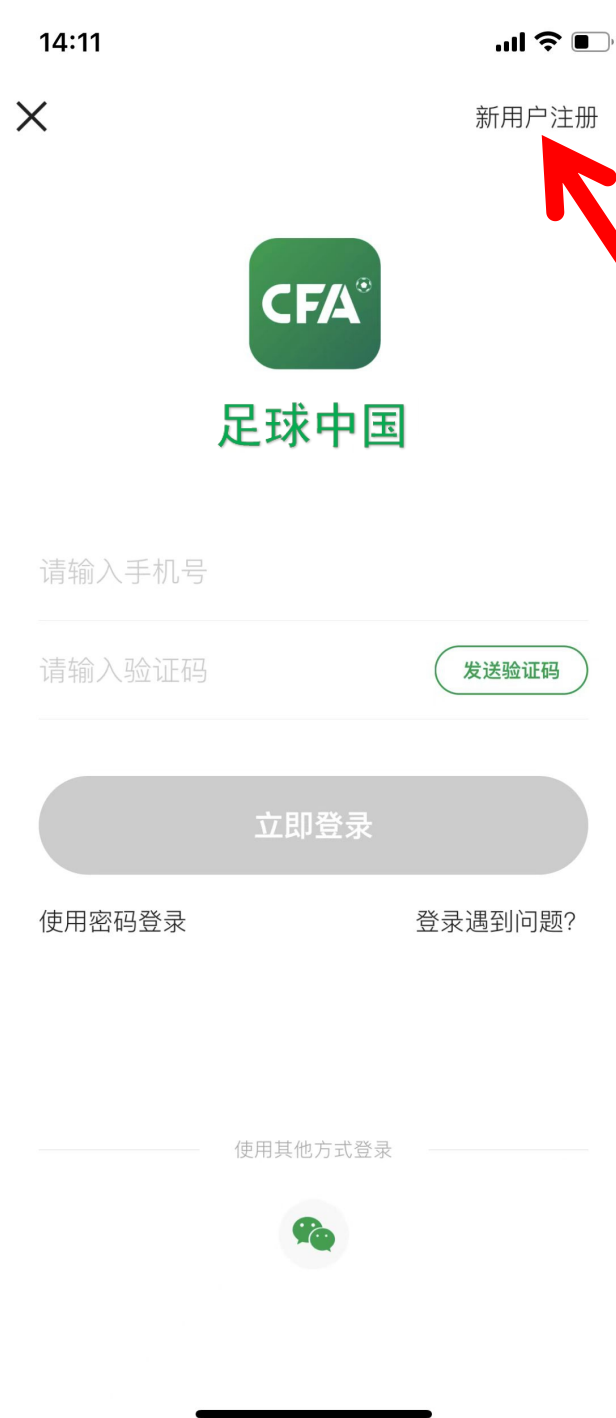 14:11
新用户注册
CFA
足球中国
请输入手机号
请输入验证码
发送验证码
立即登录
使用密码登录
登录遇到问题?
使用其他方式登录